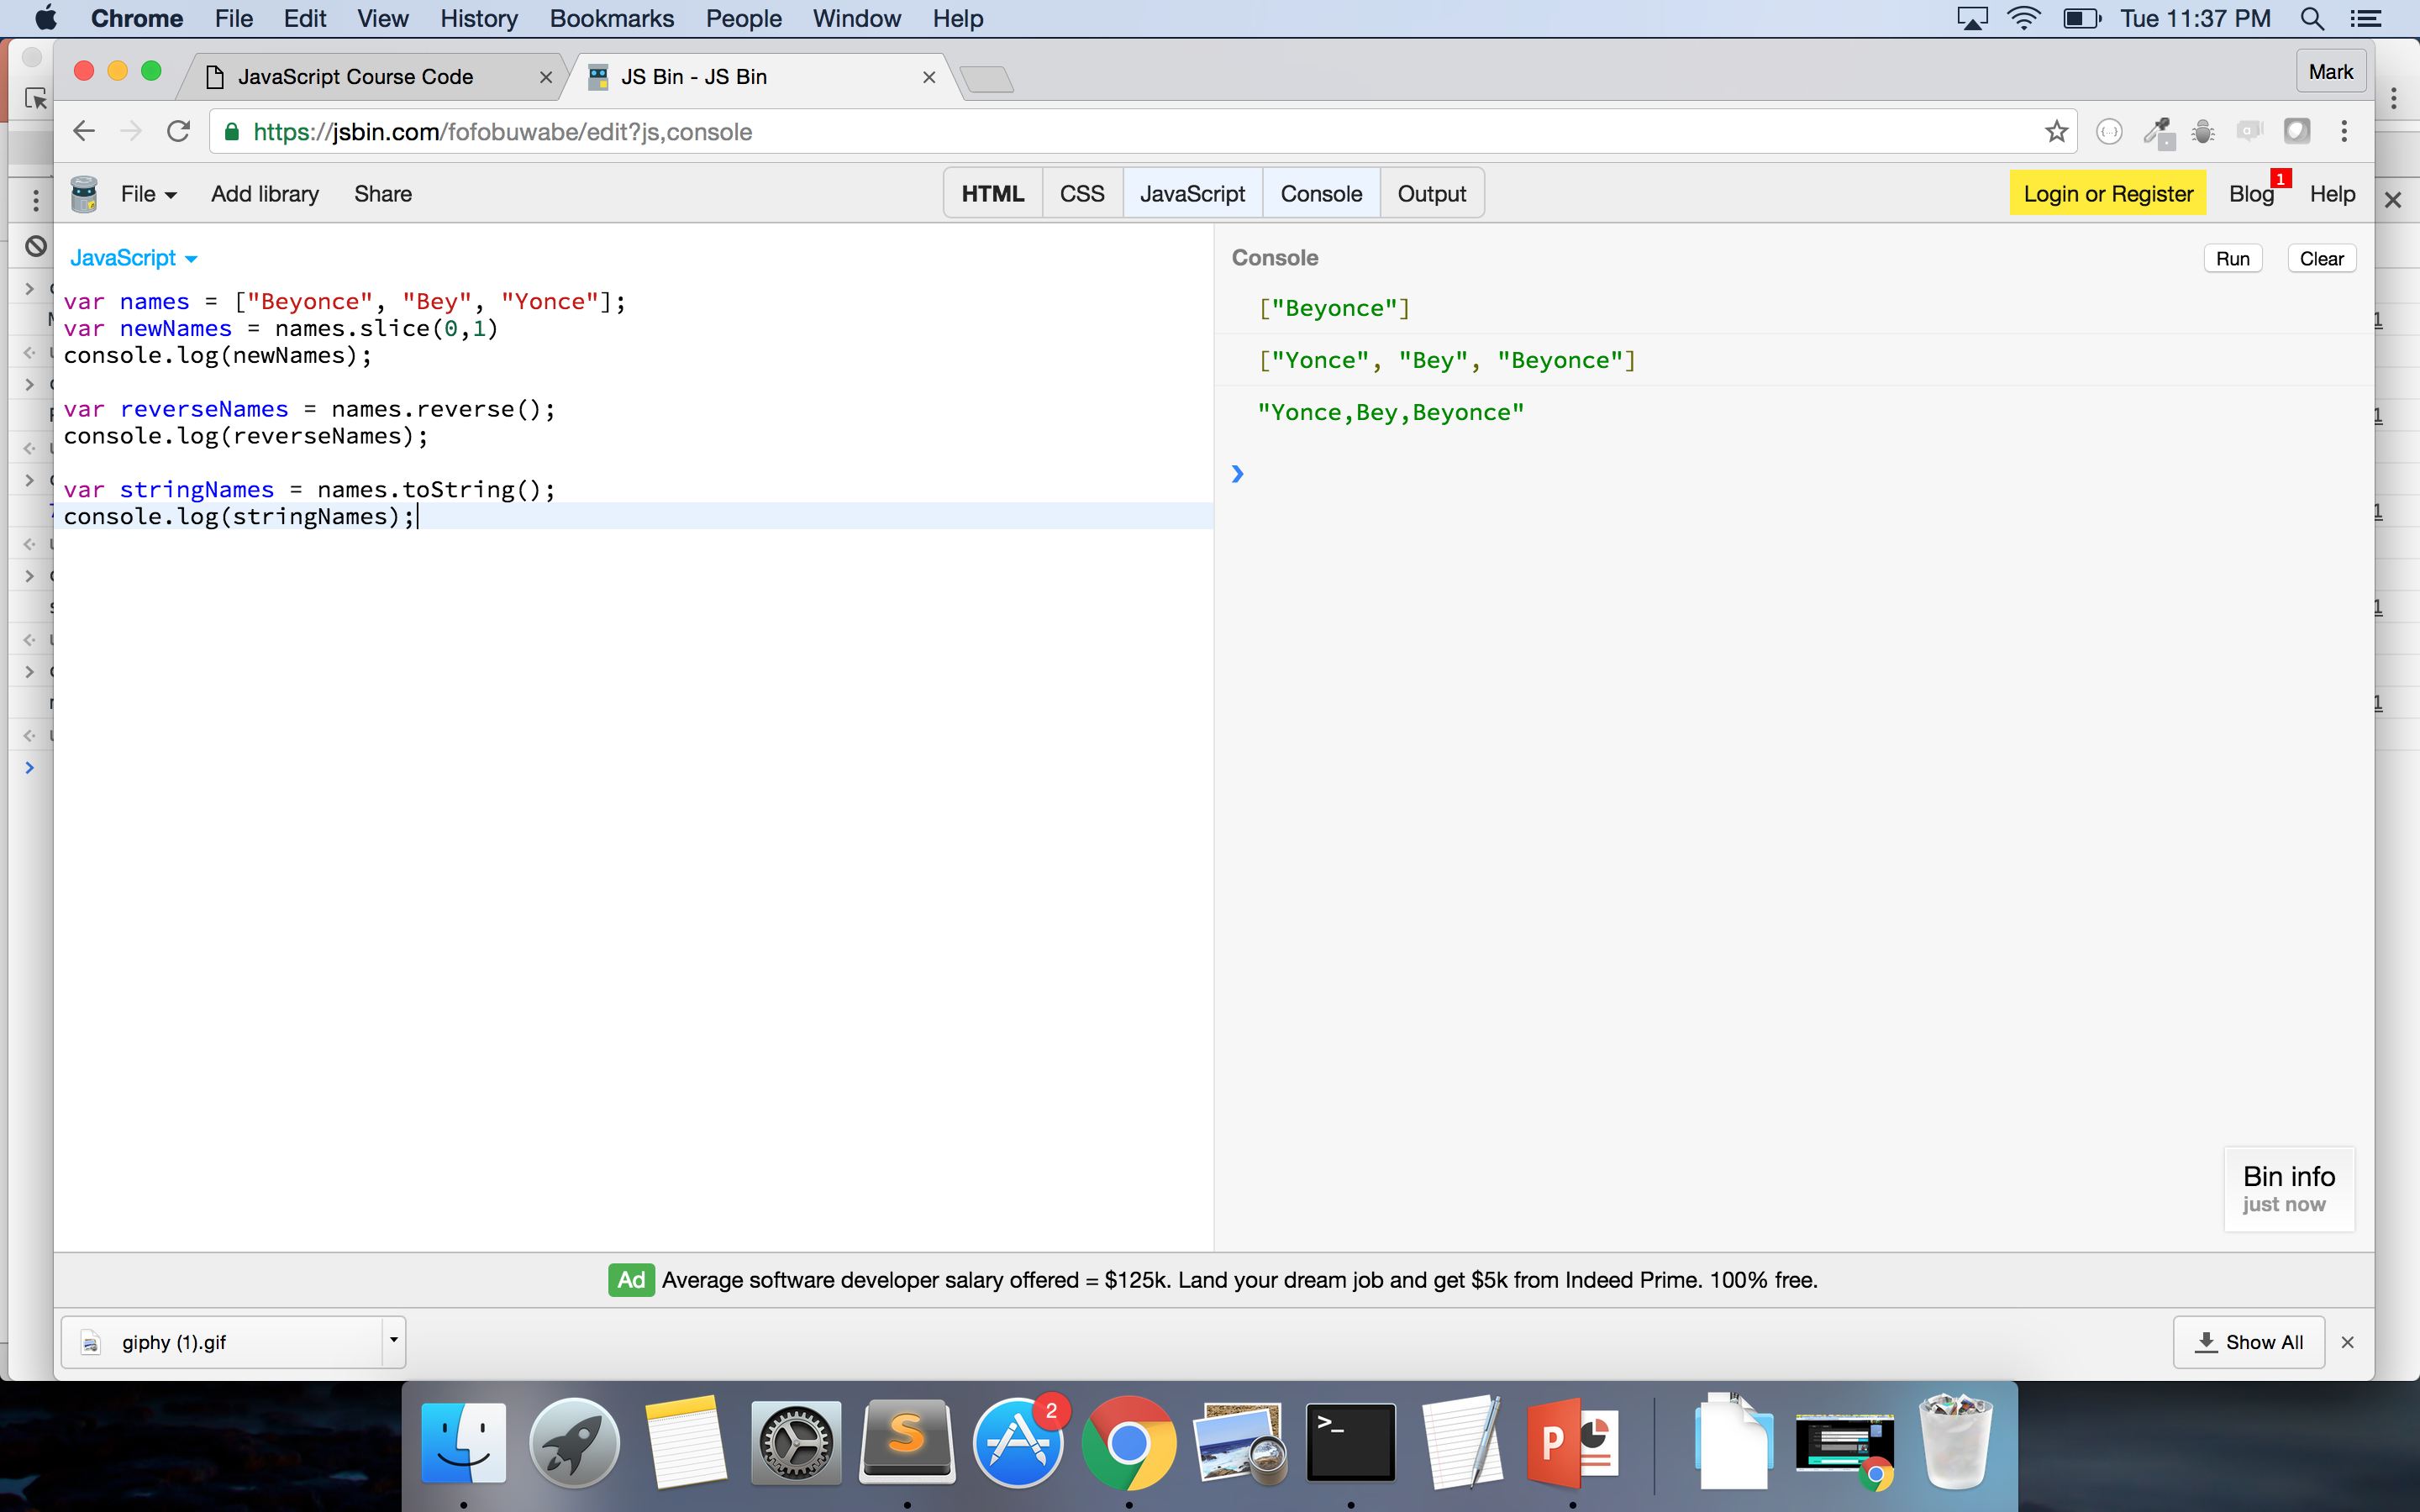 Chrome File Edit View History Bookmarks People Window Help Tue 11:37 PM
JavaScript Course Code JS Bin - JS Bin Mark
https://jsbin.com/fofobuwabe/edit?js,console
File Add library Share HTML CSS JavaScript Console Output Login or Register Blog 1 Help
JavaScript
var names = ["Beyonce", "Bey", "Yonce"];
var newNames = names.slice(0,1)
console.log(newNames);
var reverseNames = names.reverse();
console.log(reverseNames);
var stringNames = names.toString();
console.log(stringNames);
Console Run Clear
["Beyonce"]
["Yonce", "Bey", "Beyonce"]
"Yonce,Bey,Beyonce"
Bin info
just now
Ad Average software developer salary offered = $125k. Land your dream job and get $5k from Indeed Prime. 100% free.
giphy (1).gif Show All
2